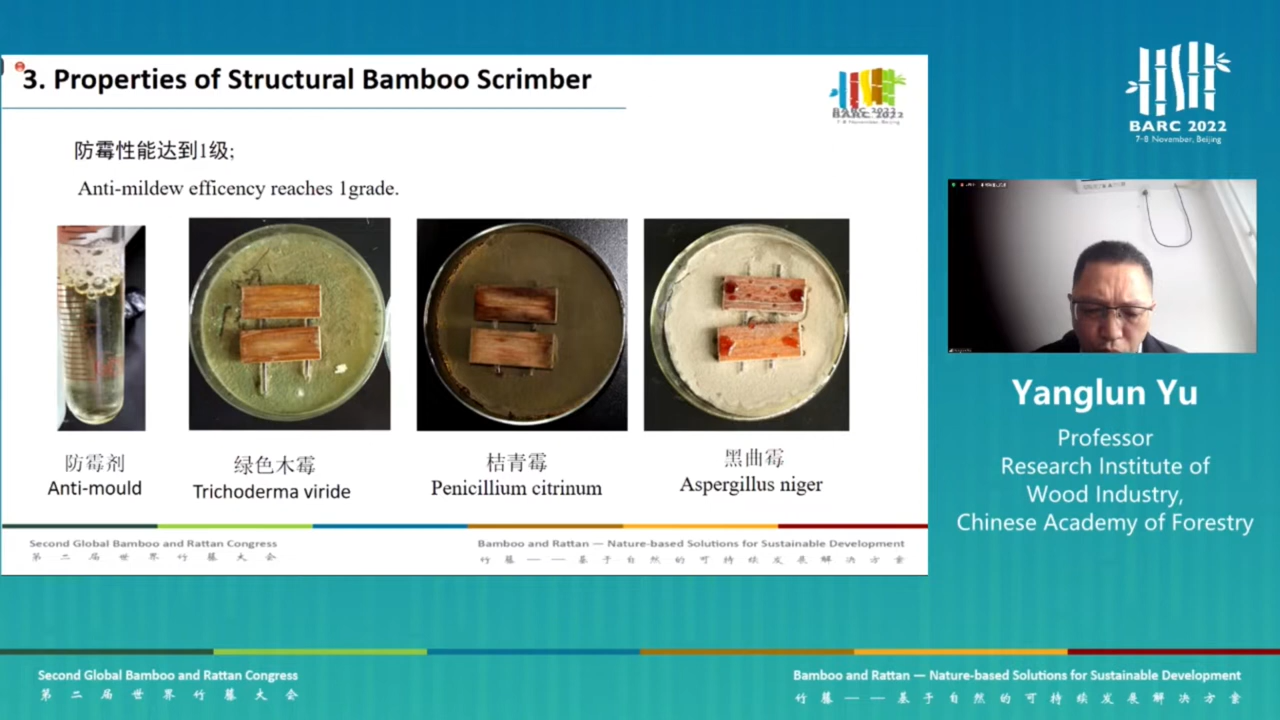 3. Properties of Structural Bamboo Scrimber
BARC 2022
7-8 November, Beijing
防霉性能达到1级;
Anti-mildew efficency reaches 1grade.
防霉剂
Anti-mould
绿色木霉
Trichoderma viride
桔青霉
Penicillium citrinum
黑曲霉
Aspergillus niger
Second Global Bamboo and Rattan Congress
第二届世界竹藤大会
Bamboo and Rattan — Nature-based Solutions for Sustainable Development
竹藤——基于自然的可持续发展解决方案
BARC 2022
7-8 November, Beijing
Yanglun Yu
Professor
Research Institute of
Wood Industry,
Chinese Academy of Forestry
Second Global Bamboo and Rattan Congress
第二届世界竹藤大会
Bamboo and Rattan — Nature-based Solutions for Sustainable Development
竹藤——基于自然的可持续发展解决方案